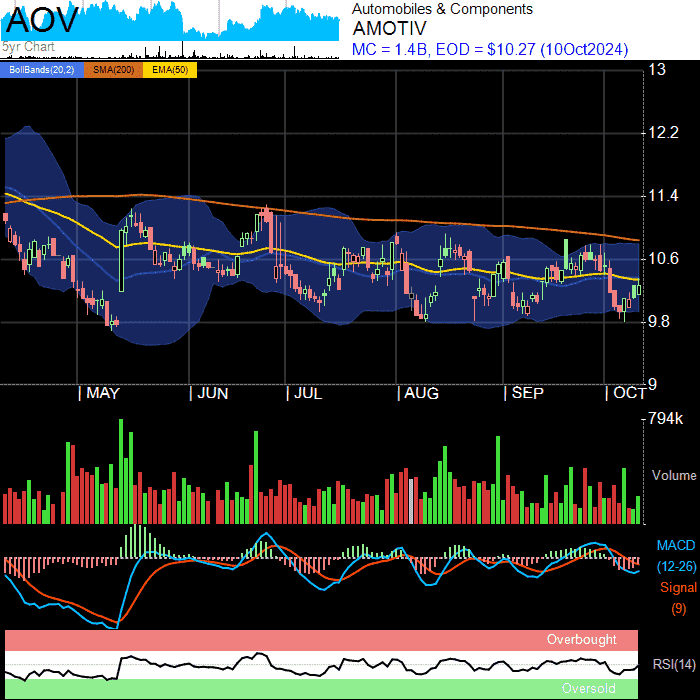 AOV
5yr Chart
Automobiles & Components
AMOTIV
MC = 1.4B, EOD = $10.27 (10Oct2024)
BollBands(20,2) SMA(200) EMA(50)
13
12.2
11.4
10.6
9.8
9
| MAY | JUN | JUL | AUG | SEP | OCT
794k
Volume
MACD
(12-26)
Signal
(9)
Overbought
RSI(14)
Oversold